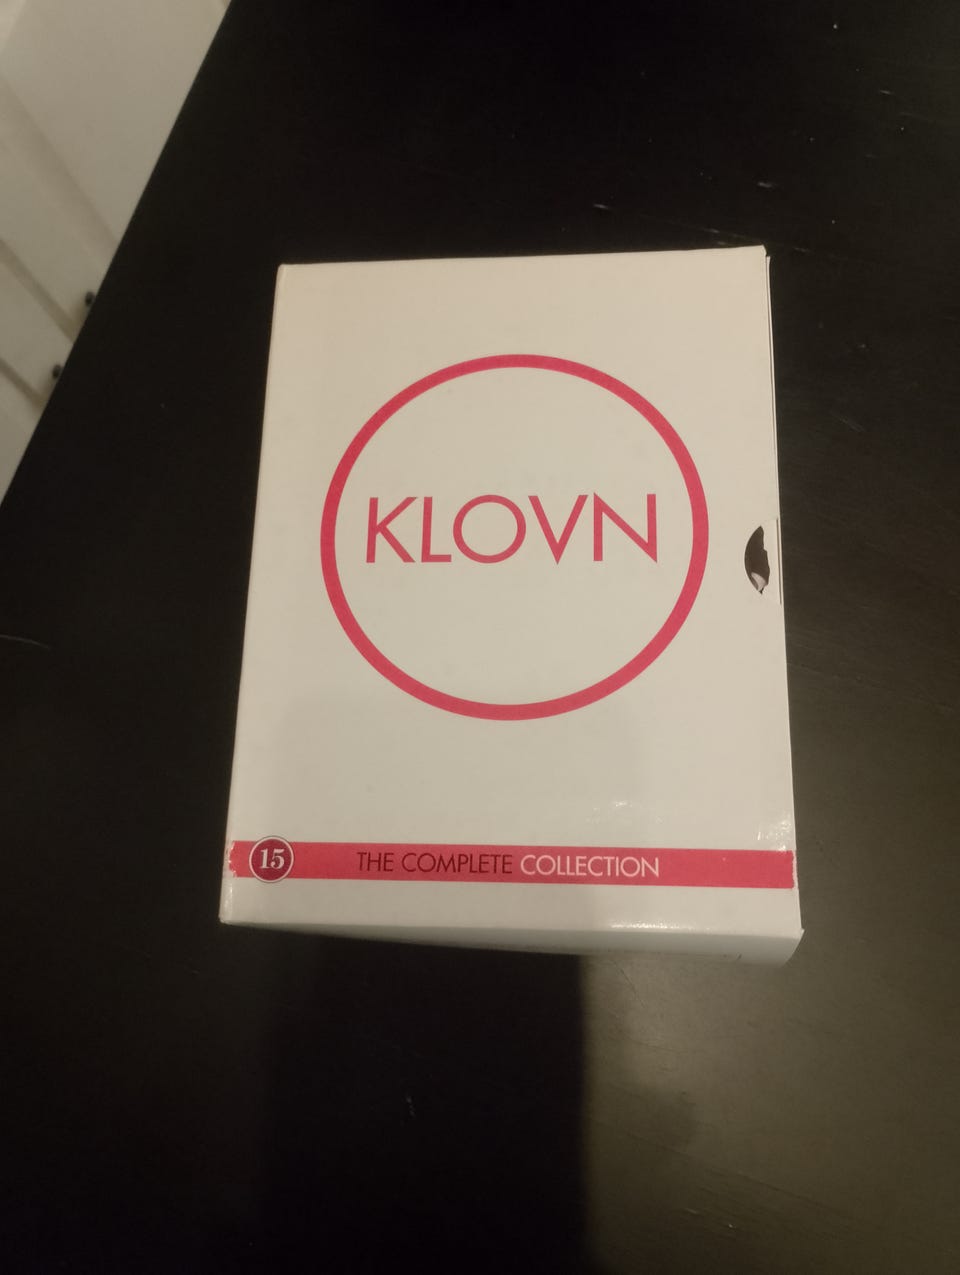 KLOVN
15 THE COMPLETE COLLECTION